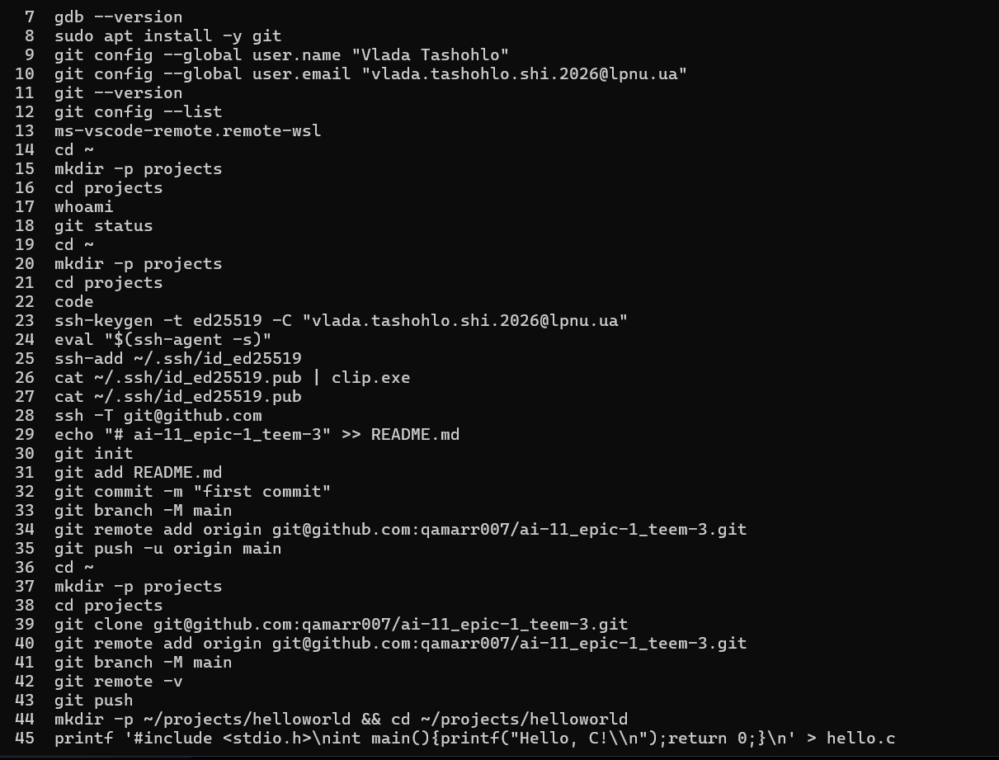 7 gdb --version
8 sudo apt install -y git
9 git config --global user.name "Vlada Tashohlo"
10 git config --global user.email "vlada.tashohlo.shi.2026@lpnu.ua"
11 git --version
12 git config --list
13 ms-vscode-remote.remote-wsl
14 cd ~
15 mkdir -p projects
16 cd projects
17 whoami
18 git status
19 cd ~
20 mkdir -p projects
21 cd projects
22 code
23 ssh-keygen -t ed25519 -C "vlada.tashohlo.shi.2026@lpnu.ua"
24 eval "$(ssh-agent -s)"
25 ssh-add ~/.ssh/id_ed25519
26 cat ~/.ssh/id_ed25519.pub | clip.exe
27 cat ~/.ssh/id_ed25519.pub
28 ssh -T git@github.com
29 echo "# ai-11_epic-1_teem-3" >> README.md
30 git init
31 git add README.md
32 git commit -m "first commit"
33 git branch -M main
34 git remote add origin git@github.com:qamarr007/ai-11_epic-1_teem-3.git
35 git push -u origin main
36 cd ~
37 mkdir -p projects
38 cd projects
39 git clone git@github.com:qamarr007/ai-11_epic-1_teem-3.git
40 git remote add origin git@github.com:qamarr007/ai-11_epic-1_teem-3.git
41 git branch -M main
42 git remote -v
43 git push
44 mkdir -p ~/projects/helloworld && cd ~/projects/helloworld
45 printf '#include <stdio.h>\nint main(){printf("Hello, C!\\n");return 0;}\n' > hello.c